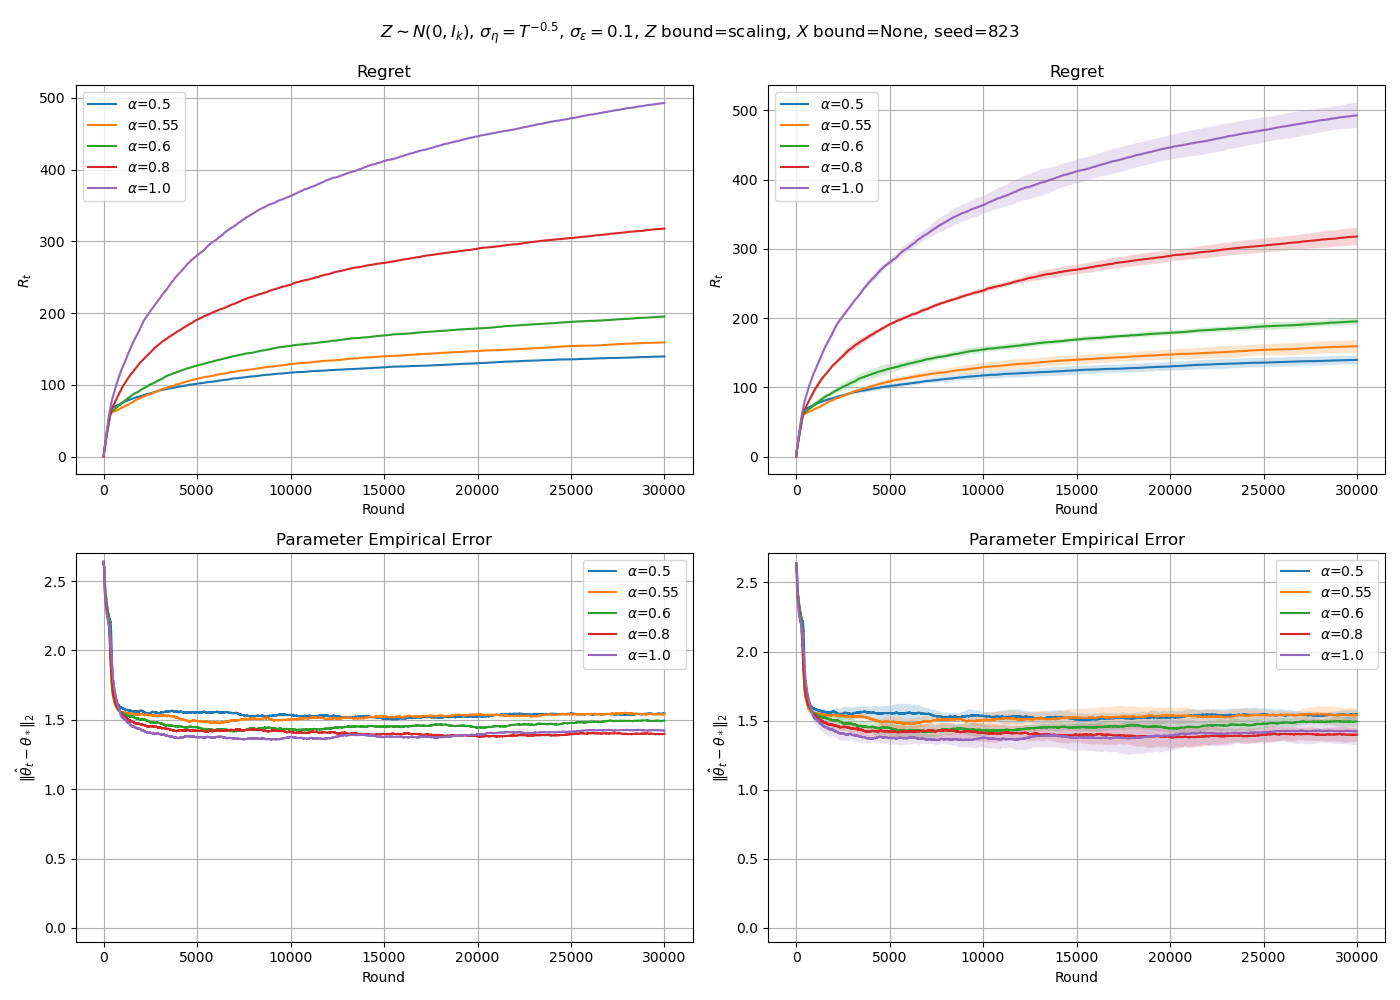 Z ~ N(0, I_k), σ_η = T^{−0.5}, σ_ε = 0.1, Z bound=scaling, X bound=None, seed=823
Regret
α=0.5
α=0.55
α=0.6
α=0.8
α=1.0
500
400
300
200
100
0
R_t
0 5000 10000 15000 20000 25000 30000
Round
Regret
α=0.5
α=0.55
α=0.6
α=0.8
α=1.0
500
400
300
200
100
0
R_t
0 5000 10000 15000 20000 25000 30000
Round
Parameter Empirical Error
α=0.5
α=0.55
α=0.6
α=0.8
α=1.0
2.5
2.0
1.5
1.0
0.5
0.0
‖θ̂_t − θ_*‖_2
0 5000 10000 15000 20000 25000 30000
Round
Parameter Empirical Error
α=0.5
α=0.55
α=0.6
α=0.8
α=1.0
2.5
2.0
1.5
1.0
0.5
0.0
‖θ̂_t − θ_*‖_2
0 5000 10000 15000 20000 25000 30000
Round